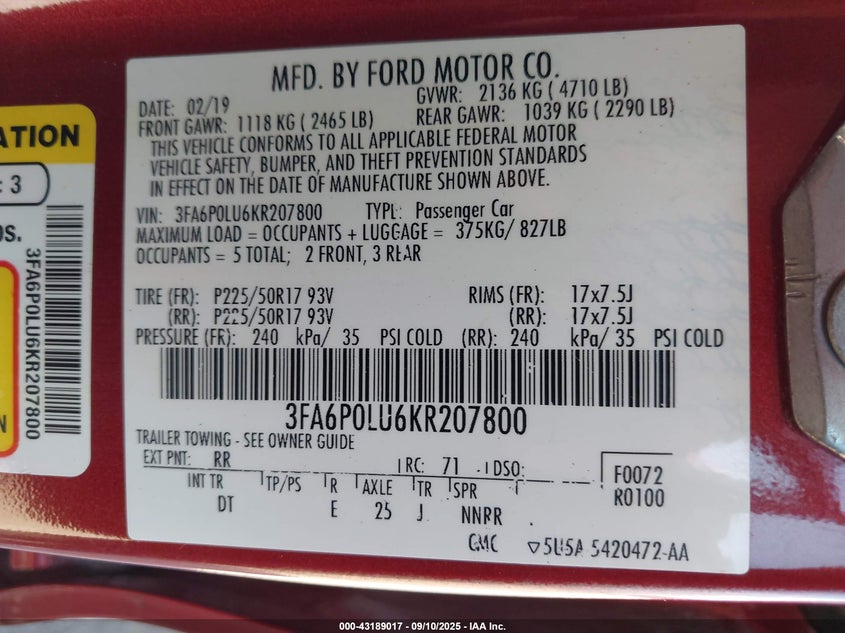 MFD. BY FORD MOTOR CO.
DATE: 02/19 GVWR: 2136 KG ( 4710 LB)
FRONT GAWR: 1118 KG ( 2465 LB) REAR GAWR: 1039 KG ( 2290 LB)
THIS VEHICLE CONFORMS TO ALL APPLICABLE FEDERAL MOTOR
VEHICLE SAFETY, BUMPER, AND THEFT PREVENTION STANDARDS
IN EFFECT ON THE DATE OF MANUFACTURE SHOWN ABOVE.
VIN: 3FA6P0LU6KR207800 TYPE: Passenger Car
MAXIMUM LOAD = OCCUPANTS + LUGGAGE = 375KG/ 827LB
OCCUPANTS = 5 TOTAL; 2 FRONT, 3 REAR
TIRE (FR): P225/50R17 93V RIMS (FR): 17x7.5J
(RR): P225/50R17 93V (RR): 17x7.5J
PRESSURE (FR): 240 kPa/ 35 PSI COLD (RR): 240 kPa/ 35 PSI COLD
3FA6P0LU6KR207800
TRAILER TOWING - SEE OWNER GUIDE
EXT PNT: RR RC: 71 DSO: F0072
INT TR TP/PS R AXLE TR SPR R0100
DT E 25 J NNRR
5U5A 5420472-AA
ATION
: 3
3FA6P0LU6KR207800
N
000-43189017 - 09/10/2025 - IAA Inc.